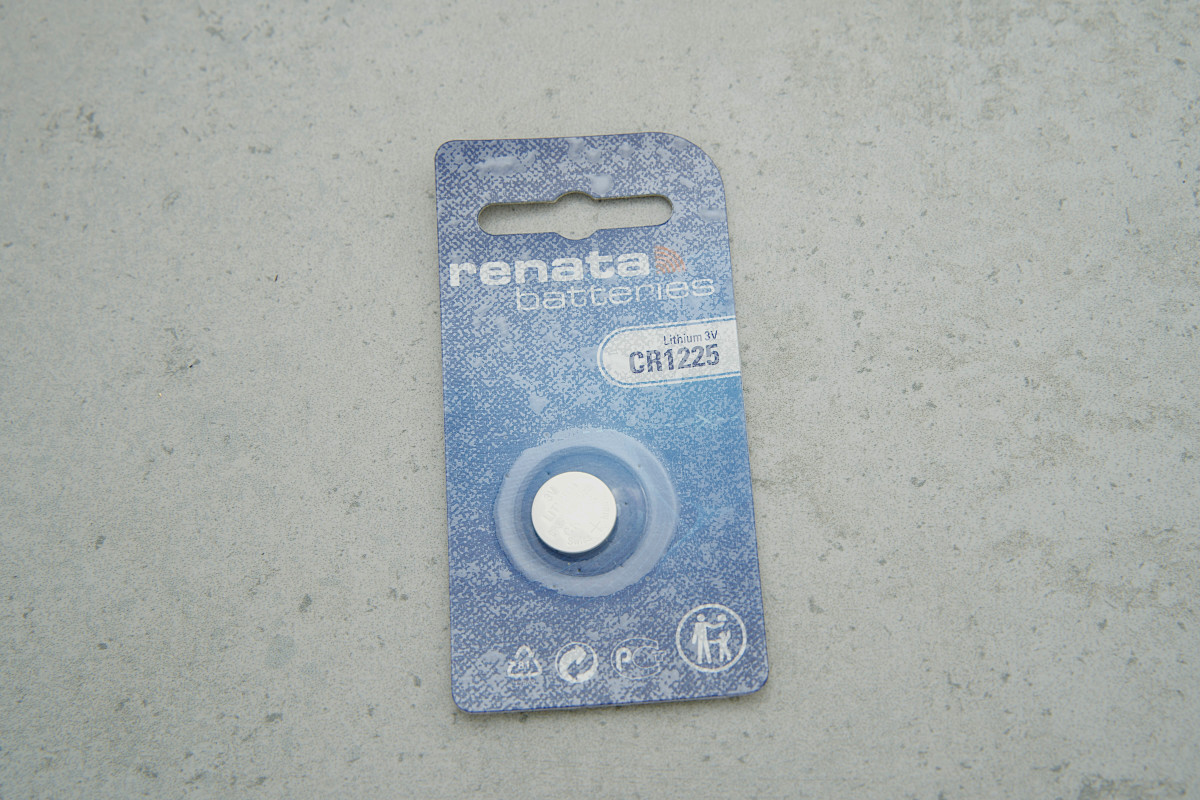 renata
batteries
Lithium 3V
CR1225